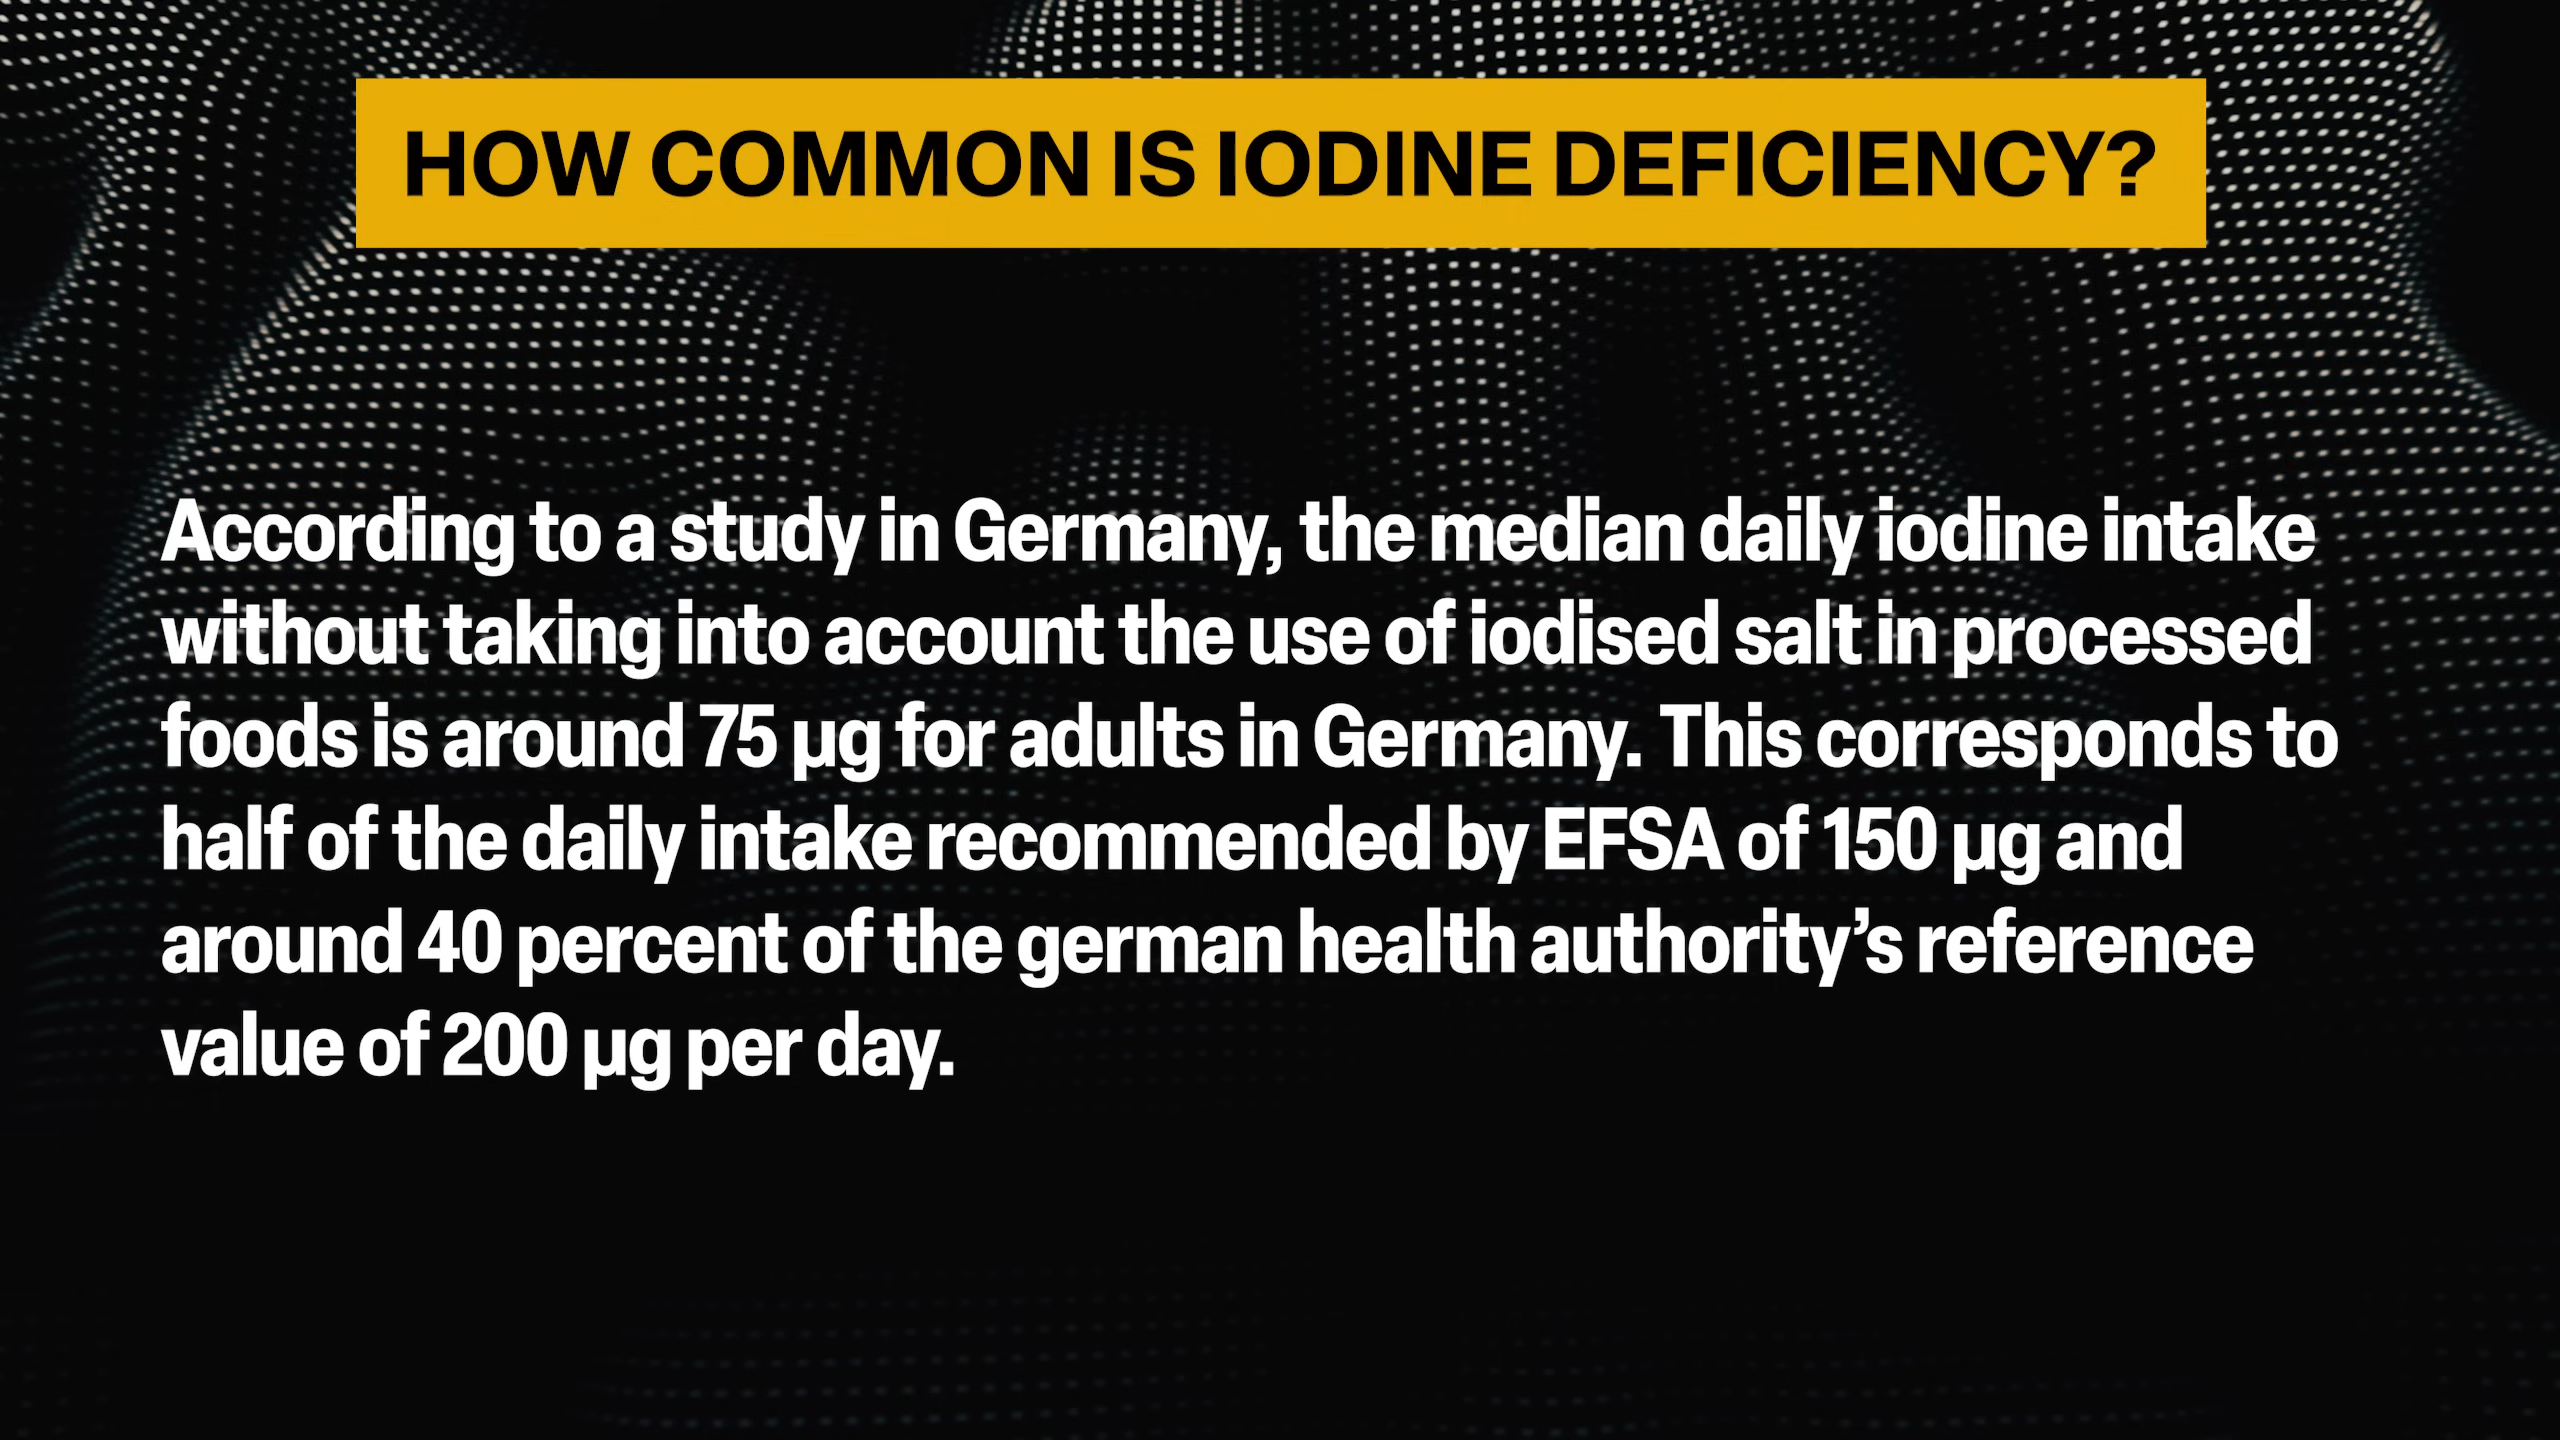 HOW COMMON IS IODINE DEFICIENCY?
According to a study in Germany, the median daily iodine intake
without taking into account the use of iodised salt in processed
foods is around 75 µg for adults in Germany. This corresponds to
half of the daily intake recommended by EFSA of 150 µg and
around 40 percent of the german health authority’s reference
value of 200 µg per day.